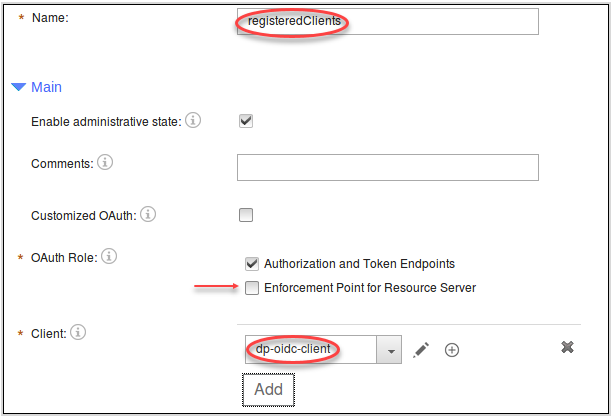 * Name: registeredClients
Main
Enable administrative state:
Comments:
Customized OAuth:
* OAuth Role: Authorization and Token Endpoints
Enforcement Point for Resource Server
* Client:
dp-oidc-client
Add